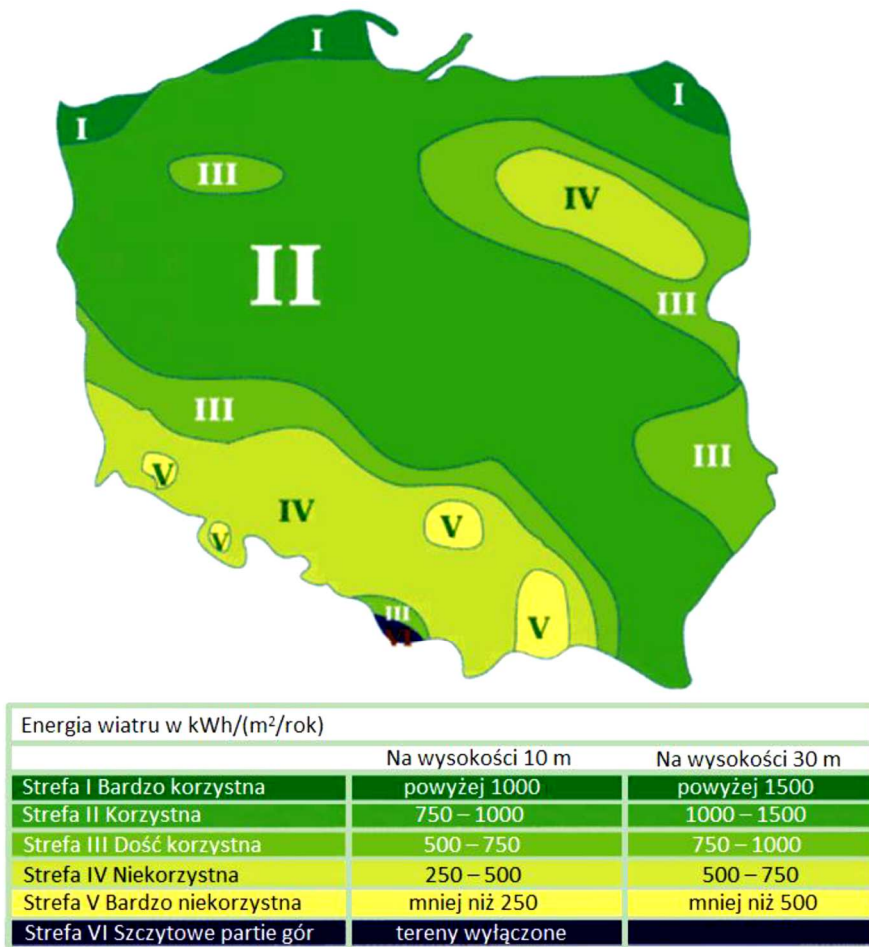 I
I
I
III
IV
II
III
III
III
V
IV
V
V
III
VI
V
Energia wiatru w kWh/(m²/rok)
Na wysokości 10 m Na wysokości 30 m
Strefa I Bardzo korzystna powyżej 1000 powyżej 1500
Strefa II Korzystna 750 – 1000 1000 – 1500
Strefa III Dość korzystna 500 – 750 750 – 1000
Strefa IV Niekorzystna 250 – 500 500 – 750
Strefa V Bardzo niekorzystna mniej niż 250 mniej niż 500
Strefa VI Szczytowe partie gór tereny wyłączone